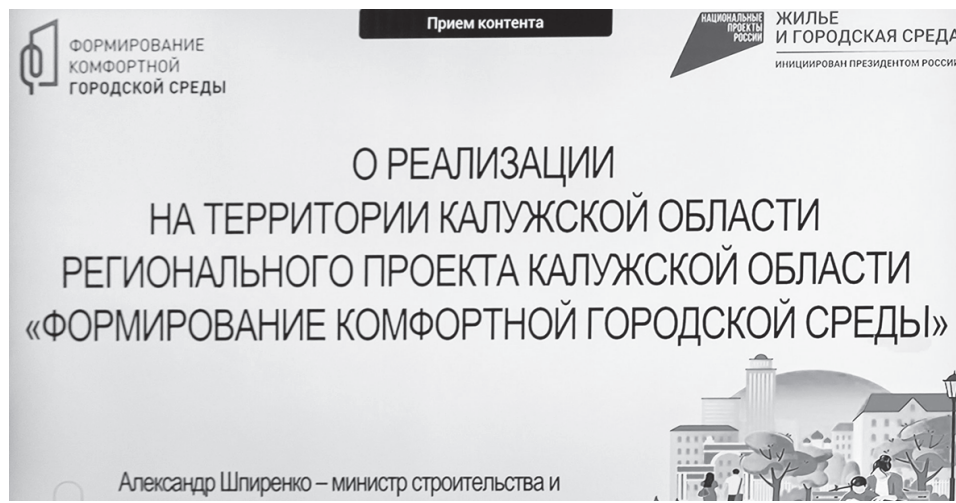 Прием контента
ФОРМИРОВАНИЕ
КОМФОРТНОЙ
ГОРОДСКОЙ СРЕДЫ
НАЦИОНАЛЬНЫЕ
ПРОЕКТЫ
РОССИИ
ЖИЛЬЕ
И ГОРОДСКАЯ СРЕДА
ИНИЦИИРОВАН ПРЕЗИДЕНТОМ РОССИИ
О РЕАЛИЗАЦИИ
НА ТЕРРИТОРИИ КАЛУЖСКОЙ ОБЛАСТИ
РЕГИОНАЛЬНОГО ПРОЕКТА КАЛУЖСКОЙ ОБЛАСТИ
«ФОРМИРОВАНИЕ КОМФОРТНОЙ ГОРОДСКОЙ СРЕДЫ»
Александр Шпиренко – министр строительства и